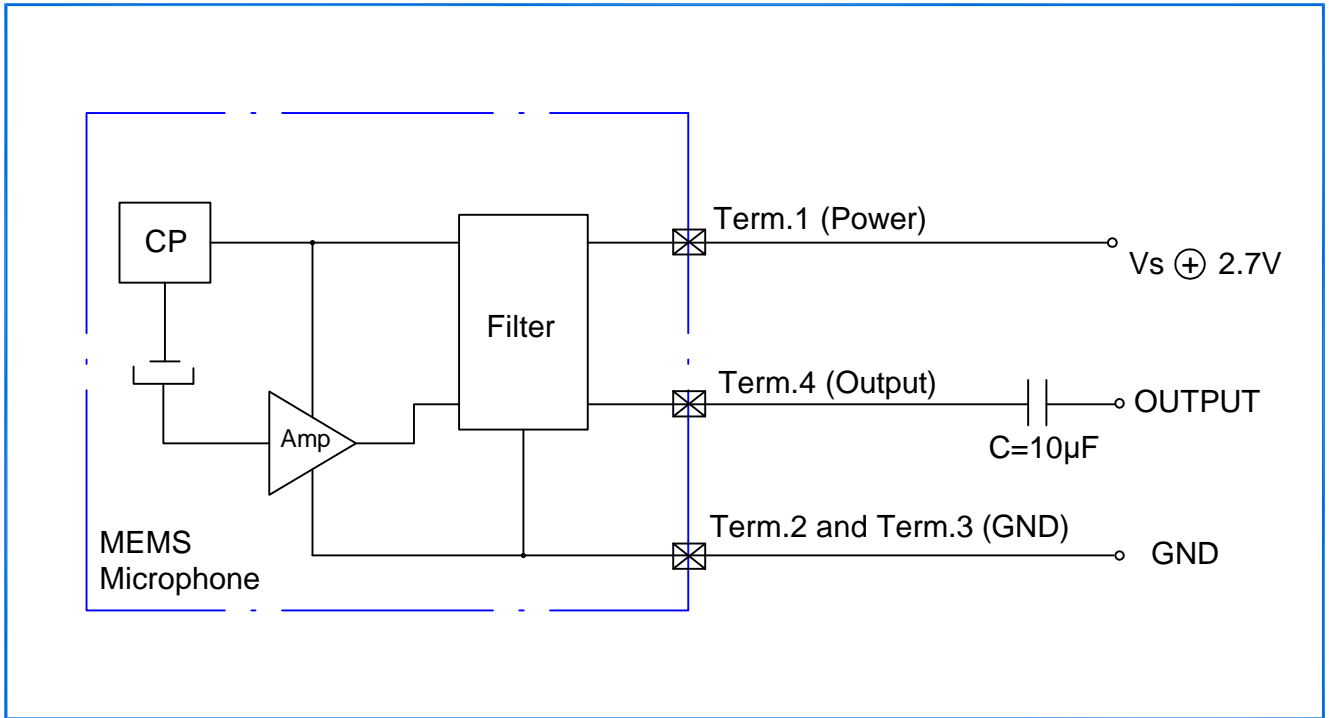 CP
Filter
Amp
MEMS
Microphone
Term.1 (Power)
Vs + 2.7V
Term.4 (Output)
OUTPUT
C=10µF
Term.2 and Term.3 (GND)
GND